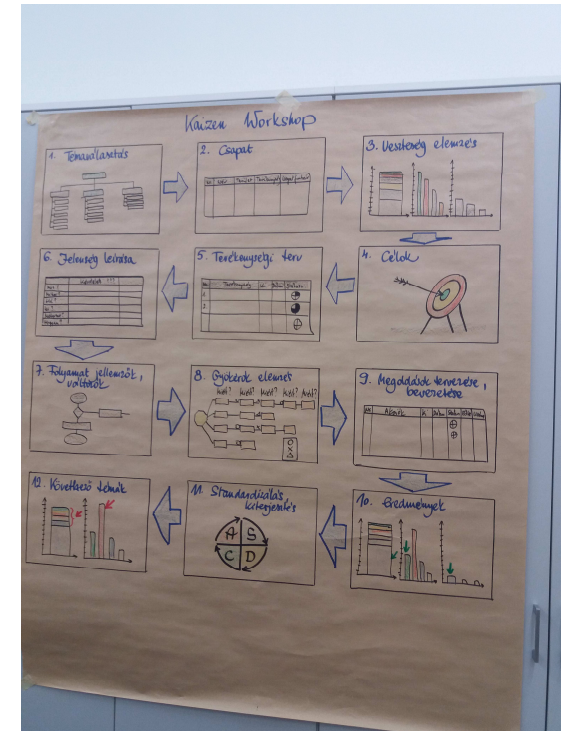 Kaizen Workshop
1. Témaválasztás
2. Csapat
3. Veszteség elemzés
4. Célok
5. Tevékenységi terv
Tevékenység
6. Jelenség leírása
7. Folyamat jellemzők,
változók
8. Gyökérok elemzés
Miért? Miért? Miért? Miért? Miért?
9. Megoldások tervezése,
bevezetése
10. Eredmények
11. Standardizálás,
kiterjesztés
A S
C D
12. Következő témák